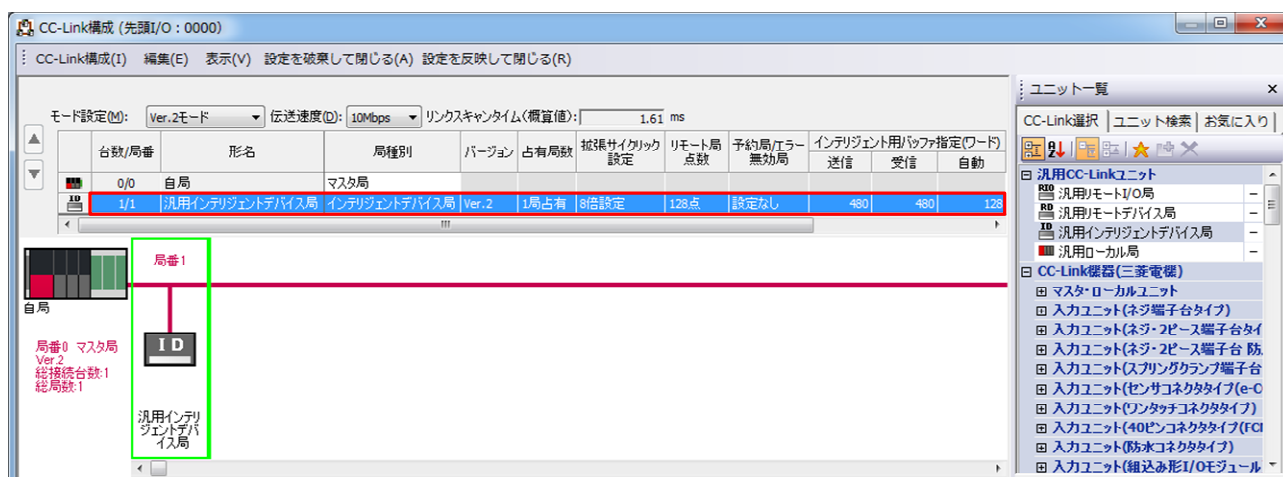 CC-Link構成 (先頭I/O : 0000)
CC-Link構成(I) 編集(E) 表示(V) 設定を破棄して閉じる(A) 設定を反映して閉じる(R)
モード設定(M): Ver.2モード 伝送速度(D): 10Mbps リンクスキャンタイム(概算値): 1.61 ms
台数/局番 形名 局種別 バージョン 占有局数 拡張サイクリック設定 リモート局点数 予約局/エラー無効局 インテリジェント用バッファ指定(ワード)
送信 受信 自動
0/0 自局 マスタ局
1/1 汎用インテリジェントデバイス局 インテリジェントデバイス局 Ver.2 1局占有 8倍設定 128点 設定なし 480 480 128
局番1
自局
局番0 マスタ局
Ver.2
総接続台数:1
総局数:1
ID
汎用インテリ
ジェントデバ
イス局
ユニット一覧
CC-Link選択 ユニット検索 お気に入り
汎用CC-Linkユニット
RIO 汎用リモートI/O局 –
RD 汎用リモートデバイス局 –
ID 汎用インテリジェントデバイス局 –
汎用ローカル局 –
CC-Link機器(三菱電機)
マスタ・ローカルユニット
入力ユニット(ネジ端子台タイプ)
入力ユニット(ネジ・2ピース端子台タイ
入力ユニット(ネジ・2ピース端子台 防
入力ユニット(スプリングクランプ端子台
入力ユニット(センサコネクタタイプ(e-C
入力ユニット(ワンタッチコネクタタイプ)
入力ユニット(40ピンコネクタタイプ(FC
入力ユニット(防水コネクタタイプ)
入力ユニット(組込み形I/Oモジュール